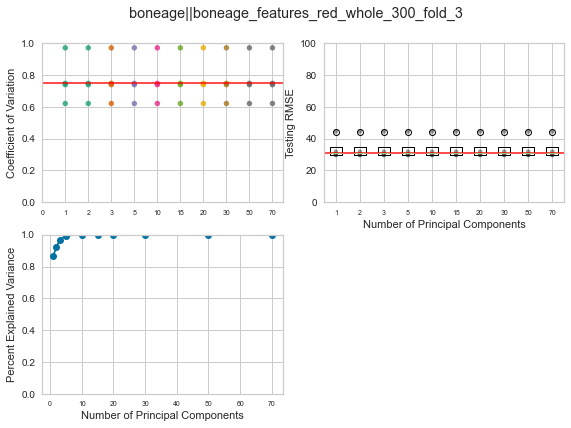 boneage||boneage_features_red_whole_300_fold_3
Coefficient of Variation
1.0
0.8
0.6
0.4
0.2
0.0
0 1 2 3 5 10 15 20 30 50 70
Testing RMSE
100
80
60
40
20
0
1 2 3 5 10 15 20 30 50 70
Number of Principal Components
Percent Explained Variance
1.0
0.8
0.6
0.4
0.2
0.0
0 10 20 30 40 50 60 70
Number of Principal Components